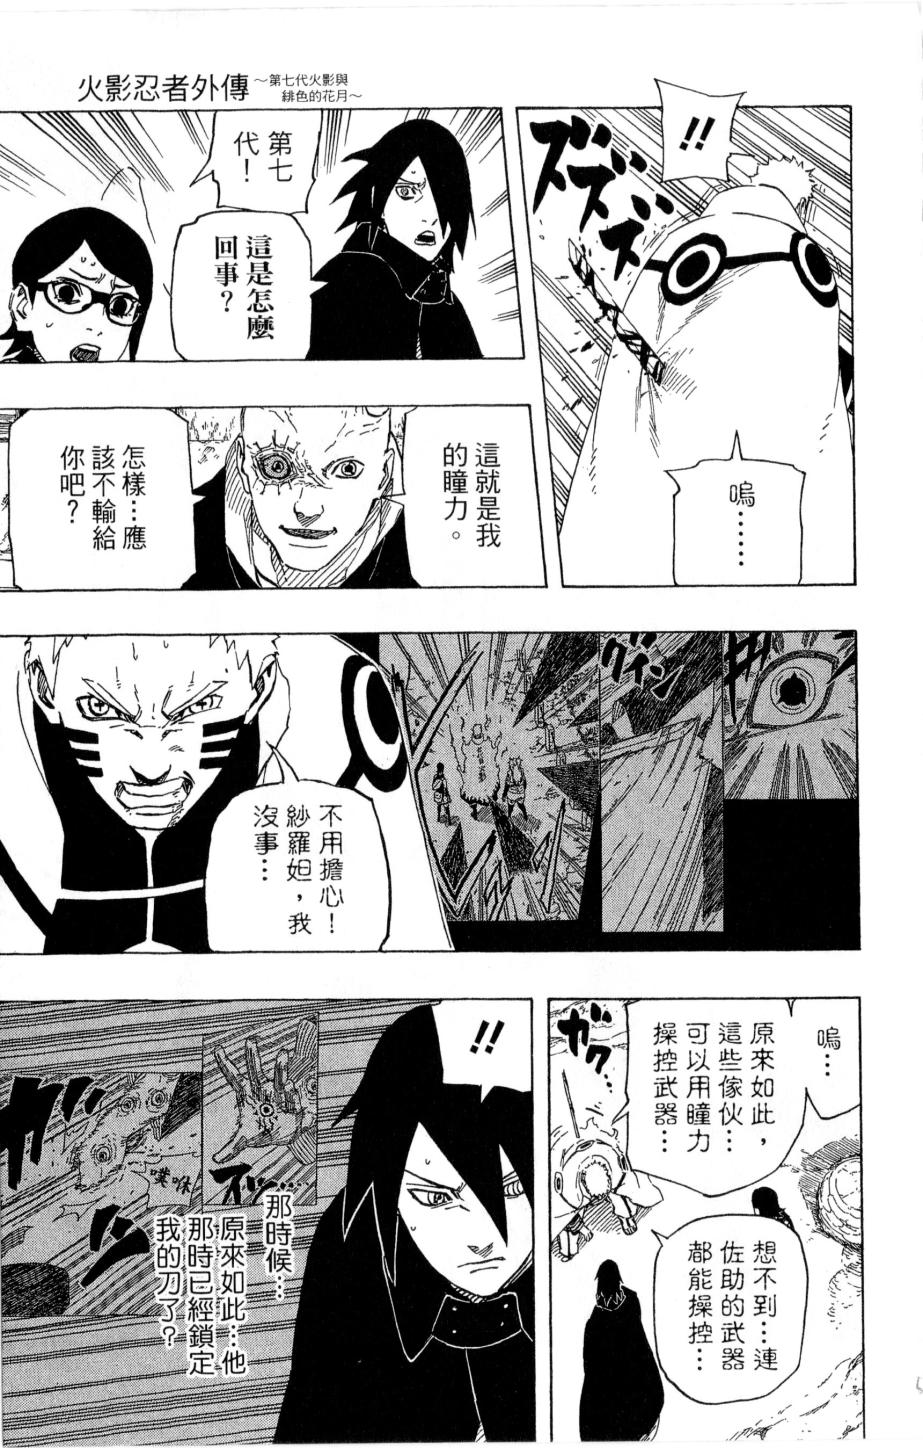 火影忍者外傳
～第七代火影與
緋色的花月～
!!
ズズズ
嗚……
第七
代！
這是怎麼
回事？
這就是我
的瞳力。
怎樣…應
該不輸給
你吧？
グイン
不用擔心！
紗羅妲，我
沒事…
嗚…
原來如此，
這些傢伙…
可以用瞳力
操控武器…
ガク…
想不到…連
佐助的武器
都能操控…
!!
ズズ…
噗咻
那時候…
原來如此…他
那時已經鎖定
我的刀了？